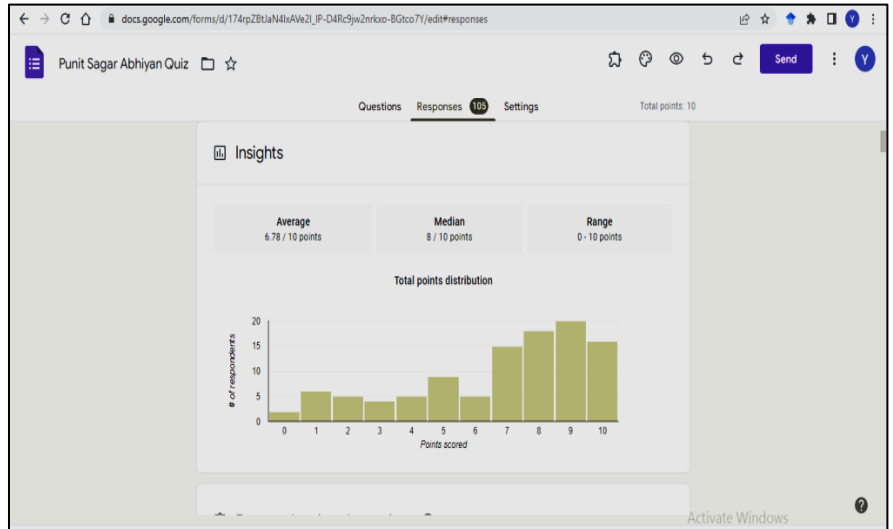 docs.google.com/forms/d/174rpZBtJaN4IxAVe2I_IP-D4Rc9jw2nrkxo-BGtco7Y/edit#responses
Y
Punit Sagar Abhiyan Quiz
Send
Y
Questions Responses 105 Settings Total points: 10
Insights
Average Median Range
6.78 / 10 points 8 / 10 points 0 - 10 points
Total points distribution
# of respondents
20
15
10
5
0
0 1 2 3 4 5 6 7 8 9 10
Points scored
Activate Windows